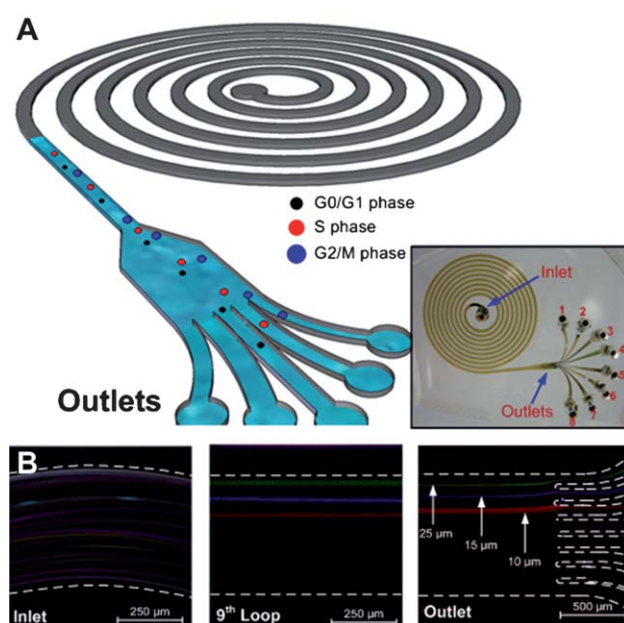 A
G0/G1 phase
S phase
G2/M phase
Outlets
Inlet
1
2
3
4
5
6
7
8
Outlets
B
25 µm
15 µm
10 µm
Inlet
250 µm
9th Loop
250 µm
Outlet
500 µm